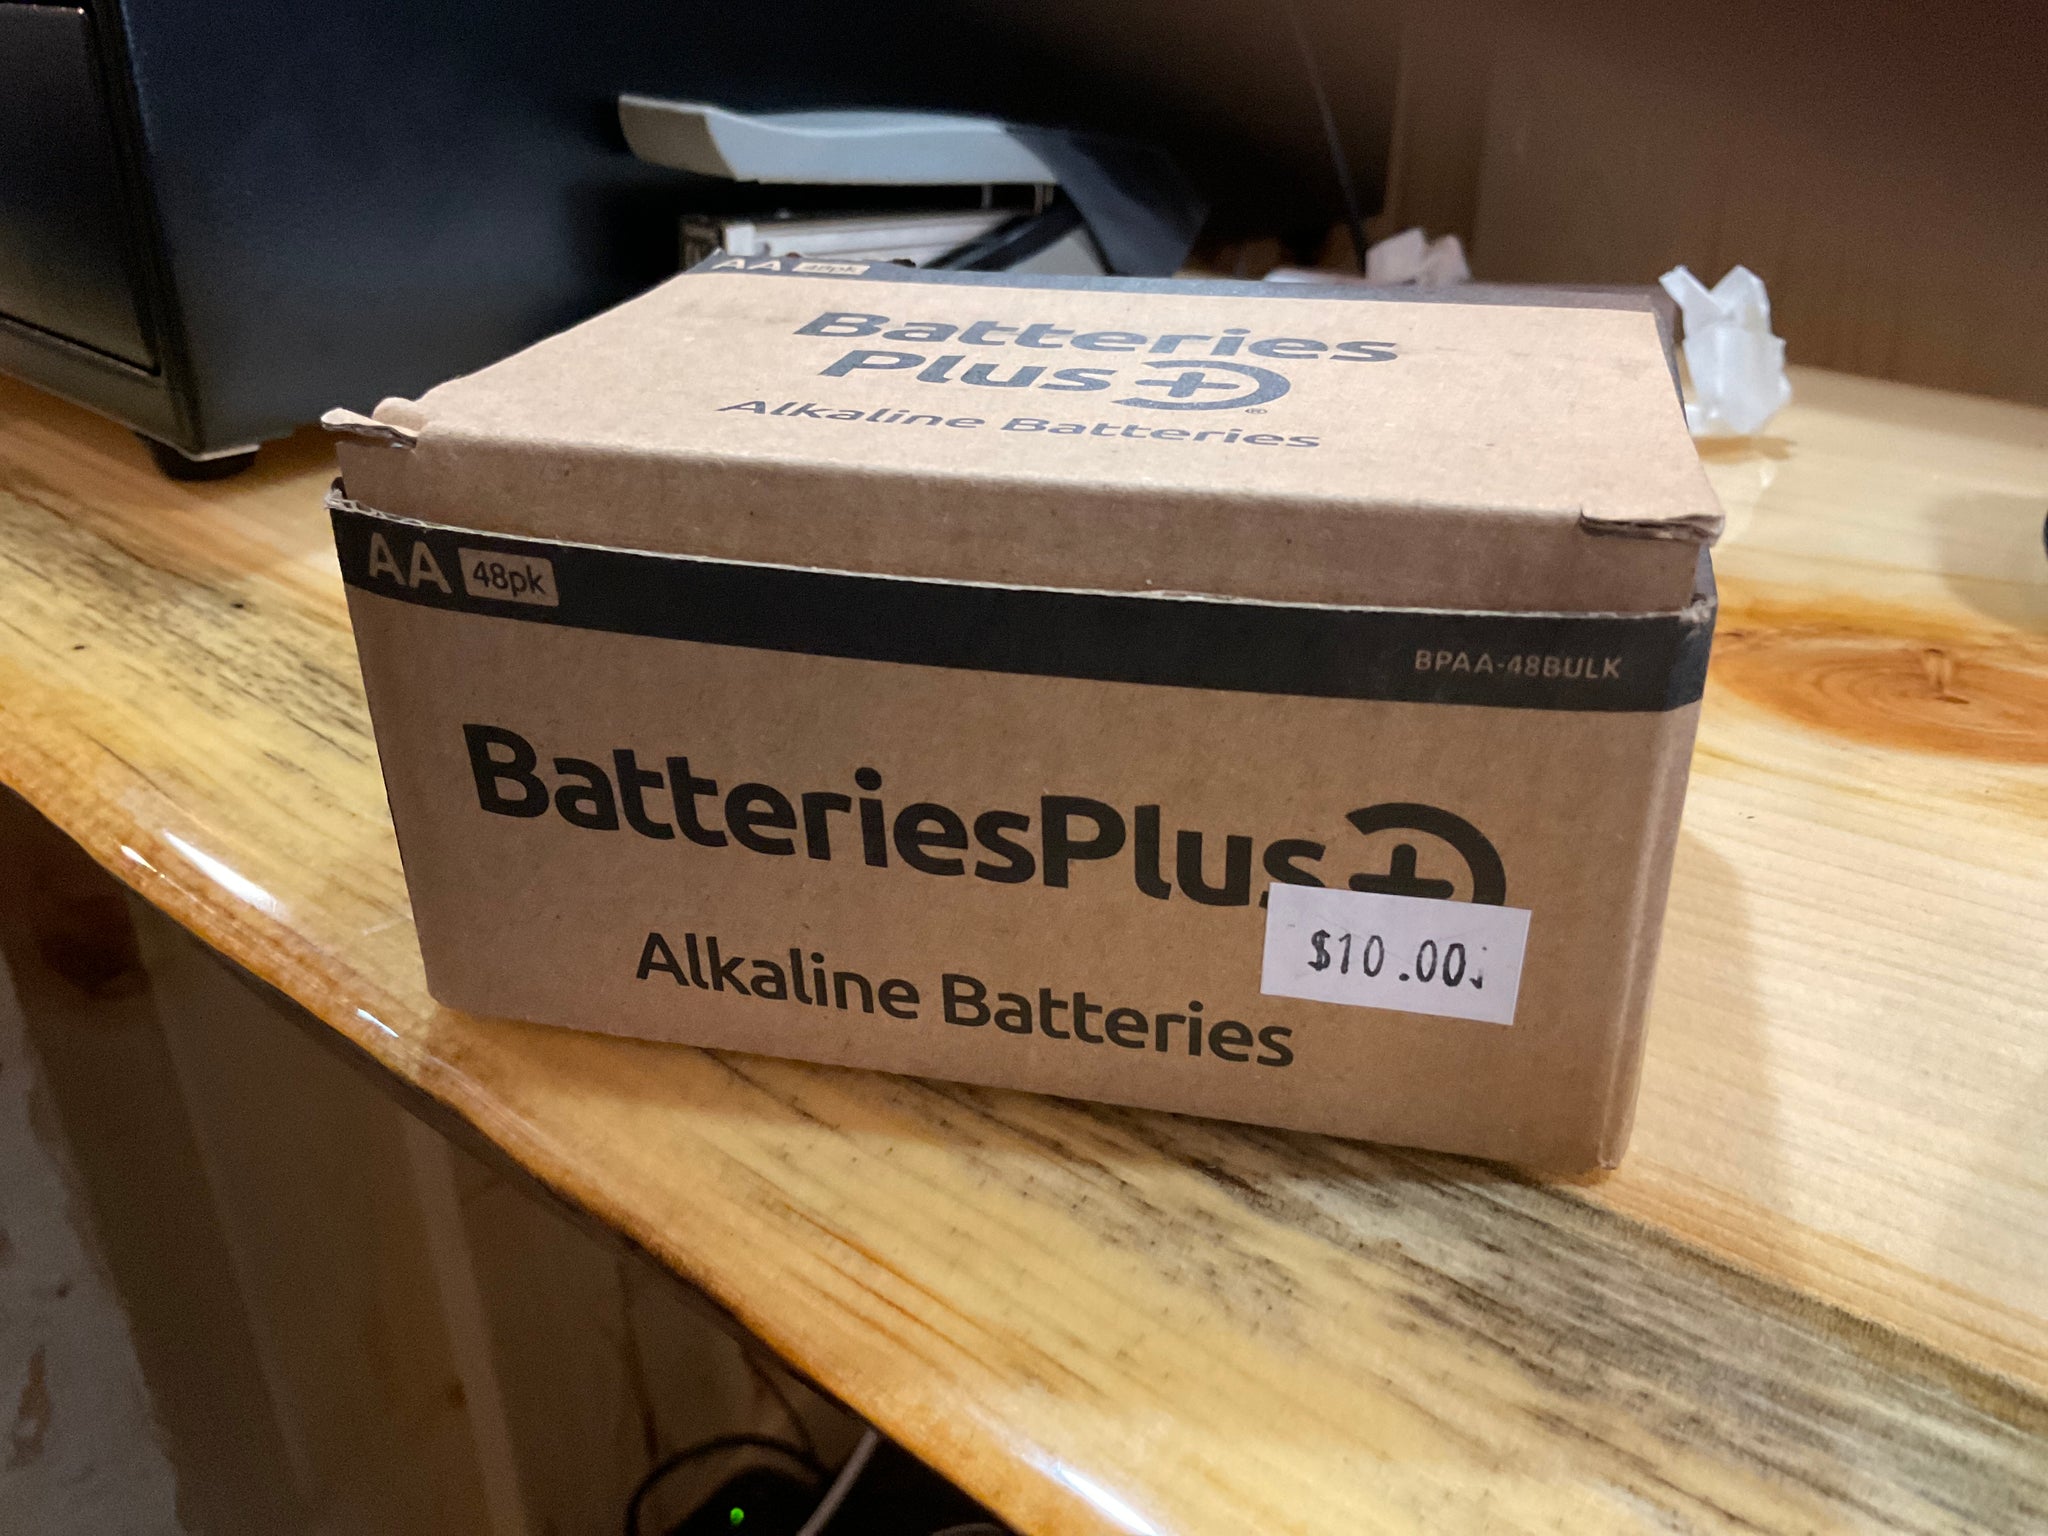 AA 48pk
Batteries
Plus
®
Alkaline Batteries
AA 48pk
BPAA-48BULK
BatteriesPlus
$10.00
Alkaline Batteries